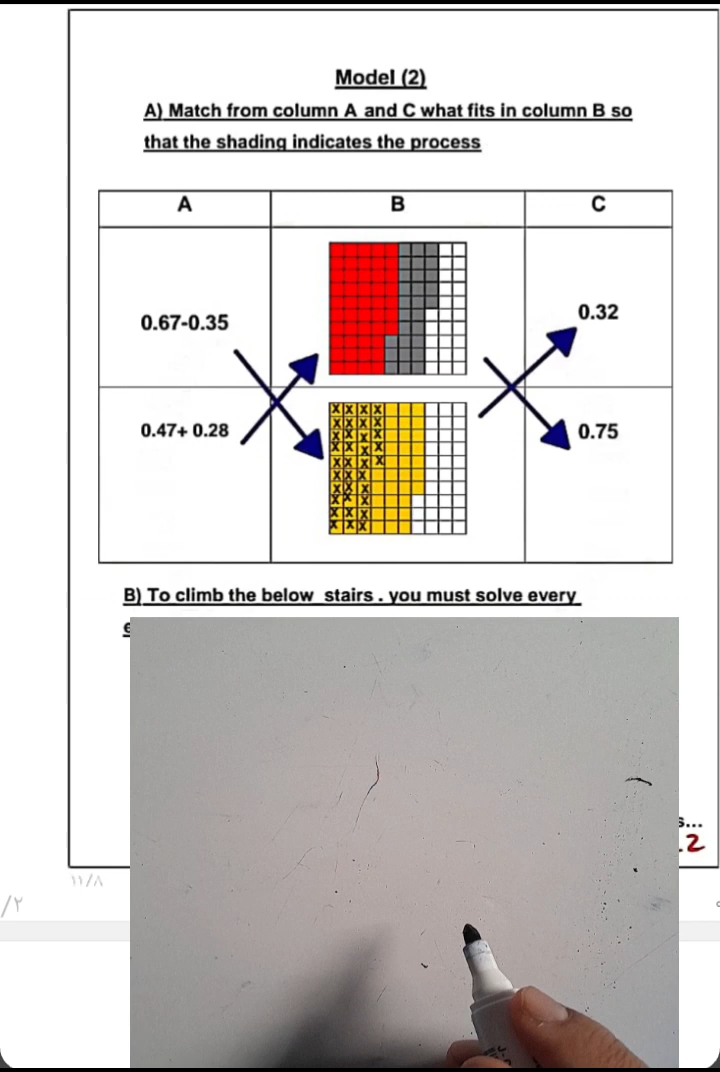 Model (2)
A) Match from column A and C what fits in column B so
that the shading indicates the process
A B C
0.67-0.35
0.32
0.47+ 0.28
0.75
B) To climb the below stairs . you must solve every
s...
.2
١١/٨
/٢